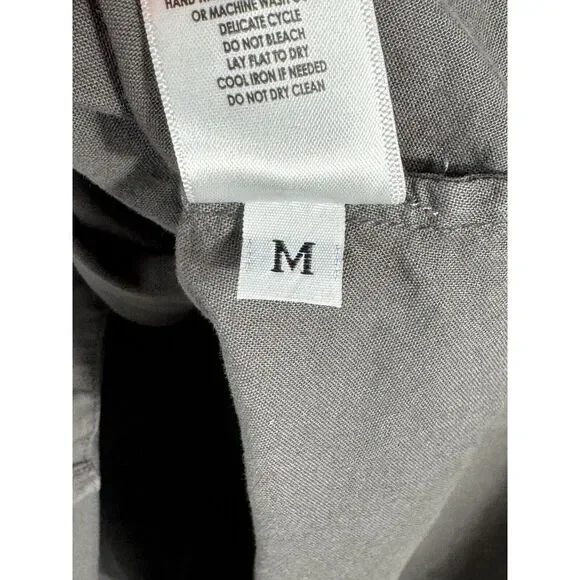 HAND
OR MACHINE WASH
DELICATE CYCLE
DO NOT BLEACH
LAY FLAT TO DRY
COOL IRON IF NEEDED
DO NOT DRY CLEAN
M